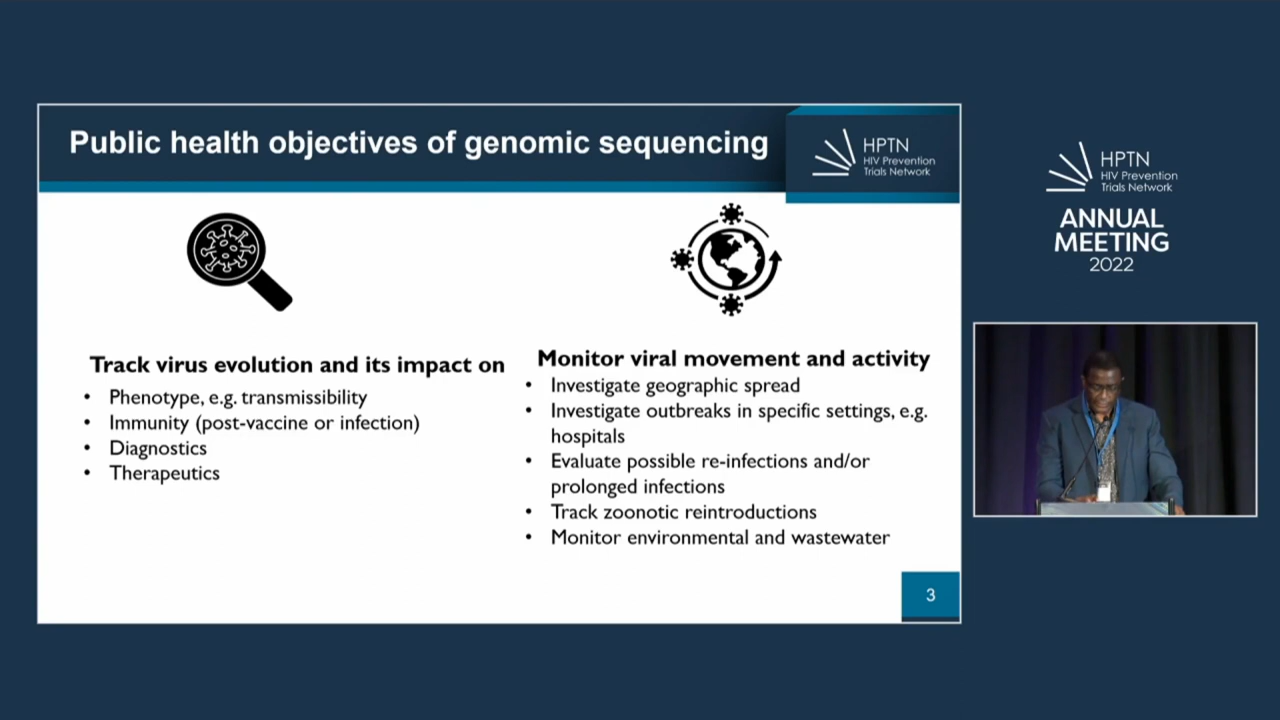 Public health objectives of genomic sequencing
HPTN
HIV Prevention
Trials Network
Track virus evolution and its impact on
• Phenotype, e.g. transmissibility
• Immunity (post-vaccine or infection)
• Diagnostics
• Therapeutics
Monitor viral movement and activity
• Investigate geographic spread
• Investigate outbreaks in specific settings, e.g.
hospitals
• Evaluate possible re-infections and/or
prolonged infections
• Track zoonotic reintroductions
• Monitor environmental and wastewater
3
HPTN
HIV Prevention
Trials Network
ANNUAL
MEETING
2022